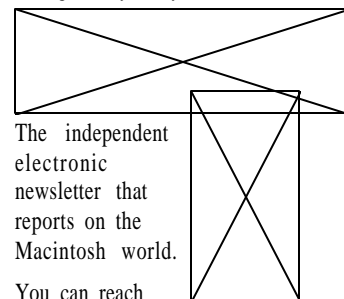 The independent
electronic
newsletter that
reports on the
Macintosh world.
You can reach